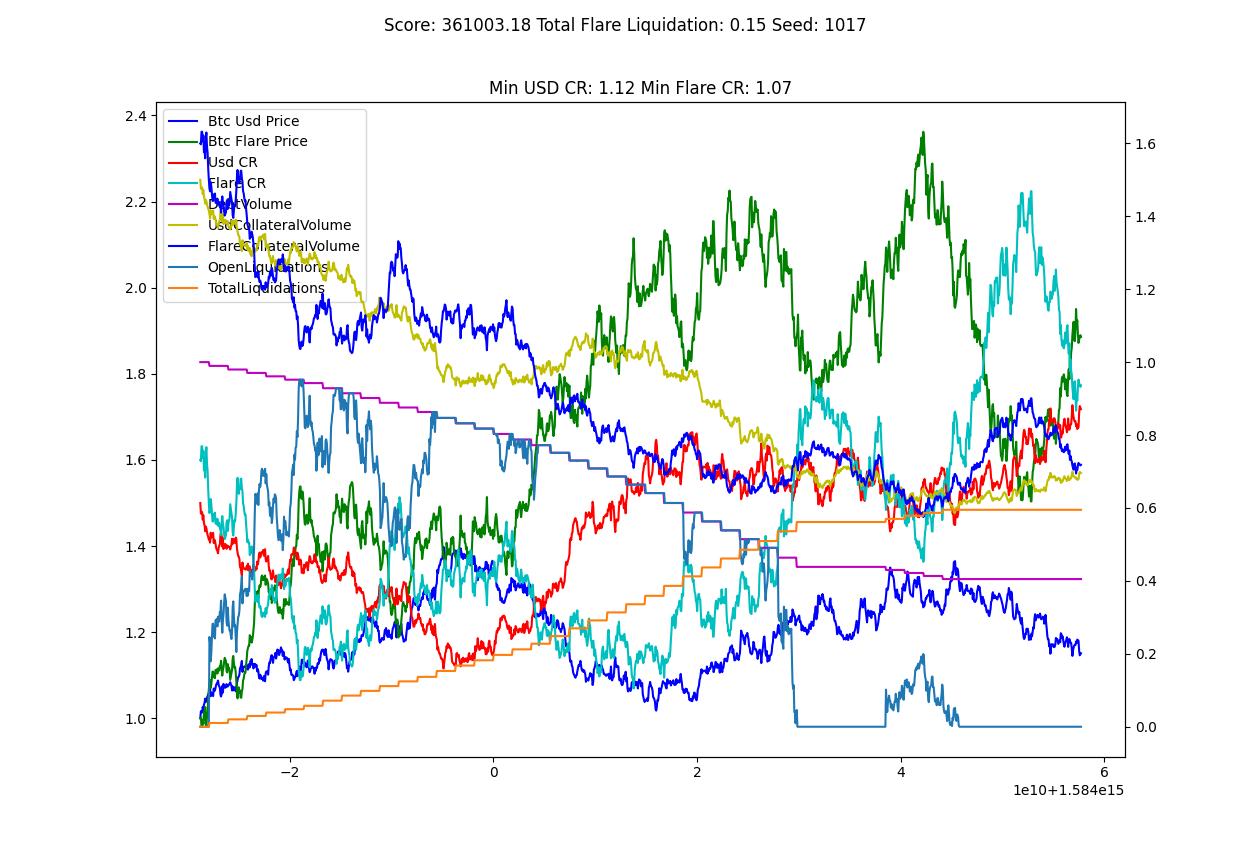 Score: 361003.18 Total Flare Liquidation: 0.15 Seed: 1017
Min USD CR: 1.12 Min Flare CR: 1.07
Btc Usd Price
Btc Flare Price
Usd CR
Flare CR
DebtVolume
UsdCollateralVolume
FlareCollateralVolume
OpenLiquidations
TotalLiquidations
2.4
2.2
2.0
1.8
1.6
1.4
1.2
1.0
1.6
1.4
1.2
1.0
0.8
0.6
0.4
0.2
0.0
−2 0 2 4 6
1e10+1.584e15